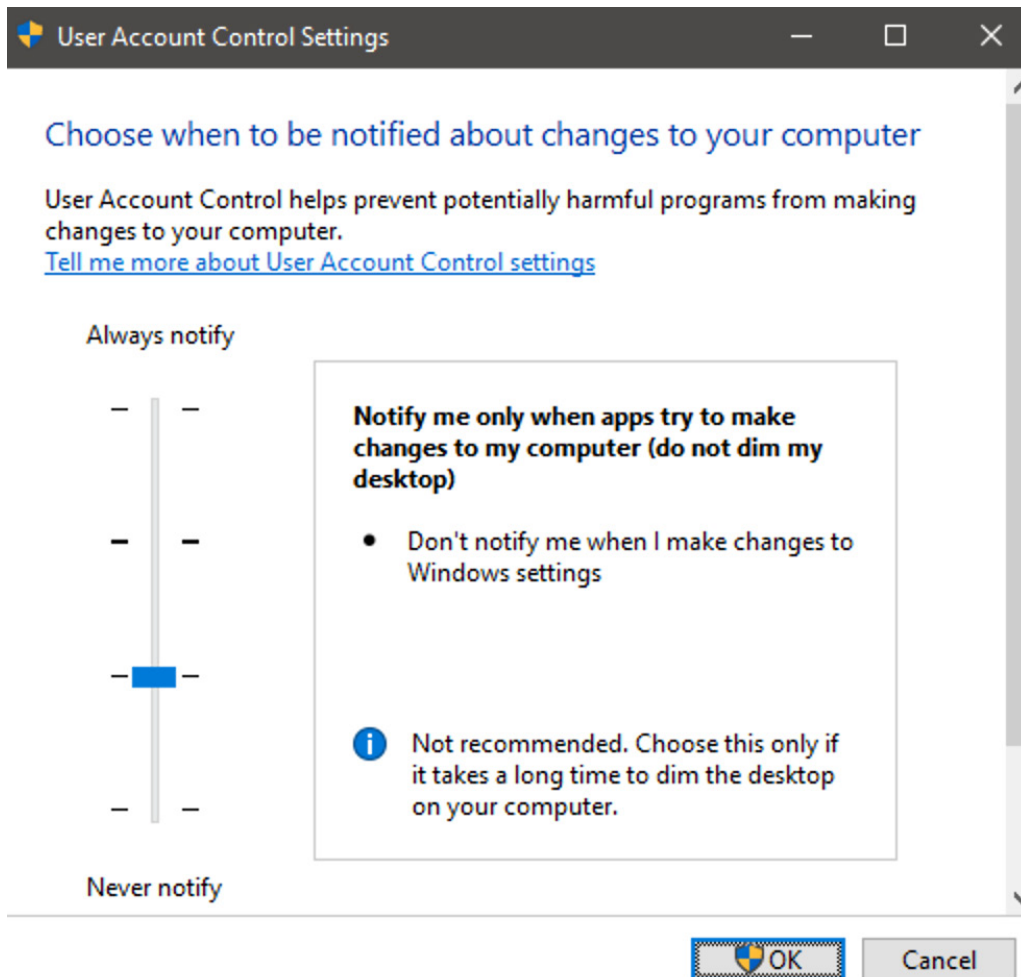 User Account Control Settings
Choose when to be notified about changes to your computer
User Account Control helps prevent potentially harmful programs from making
changes to your computer.
Tell me more about User Account Control settings
Always notify
Notify me only when apps try to make
changes to my computer (do not dim my
desktop)
• Don't notify me when I make changes to
Windows settings
Not recommended. Choose this only if
it takes a long time to dim the desktop
on your computer.
Never notify
OK Cancel